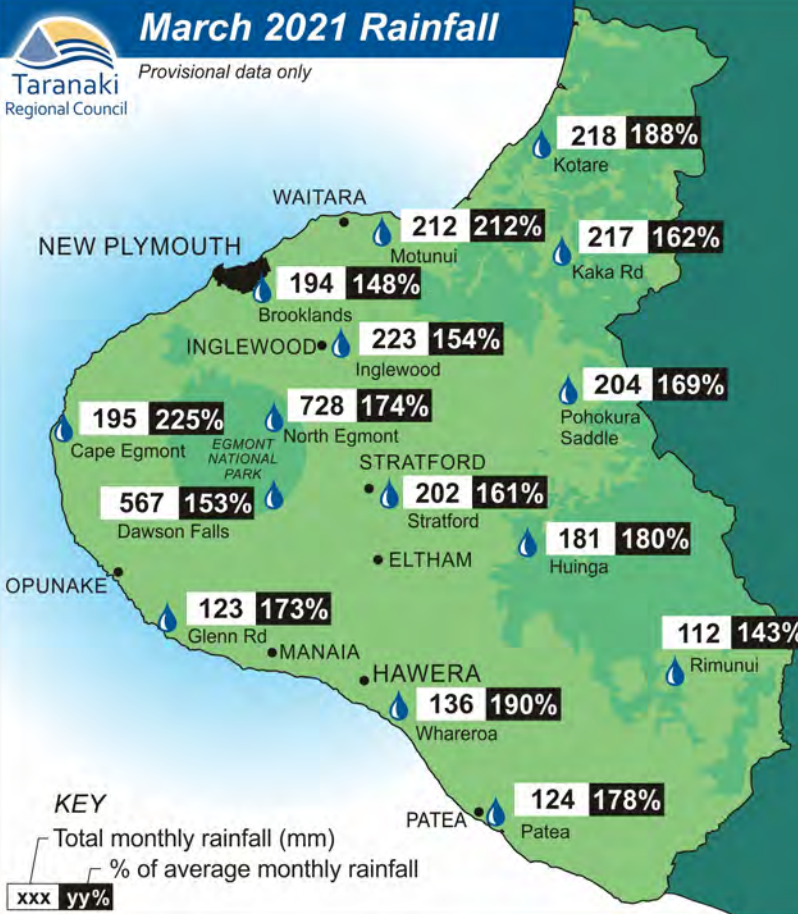 March 2021 Rainfall
Taranaki
Regional Council
Provisional data only
218 188%
Kotare
WAITARA
212 212%
Motunui
217 162%
Kaka Rd
NEW PLYMOUTH
194 148%
Brooklands
INGLEWOOD
223 154%
Inglewood
204 169%
Pohokura
Saddle
195 225%
Cape Egmont
728 174%
North Egmont
EGMONT
NATIONAL
PARK
STRATFORD
202 161%
Stratford
567 153%
Dawson Falls
181 180%
Huinga
ELTHAM
OPUNAKE
123 173%
Glenn Rd
MANAIA
112 143%
Rimunui
HAWERA
136 190%
Whareroa
124 178%
Patea
PATEA
KEY
Total monthly rainfall (mm)
% of average monthly rainfall
xxx yy%